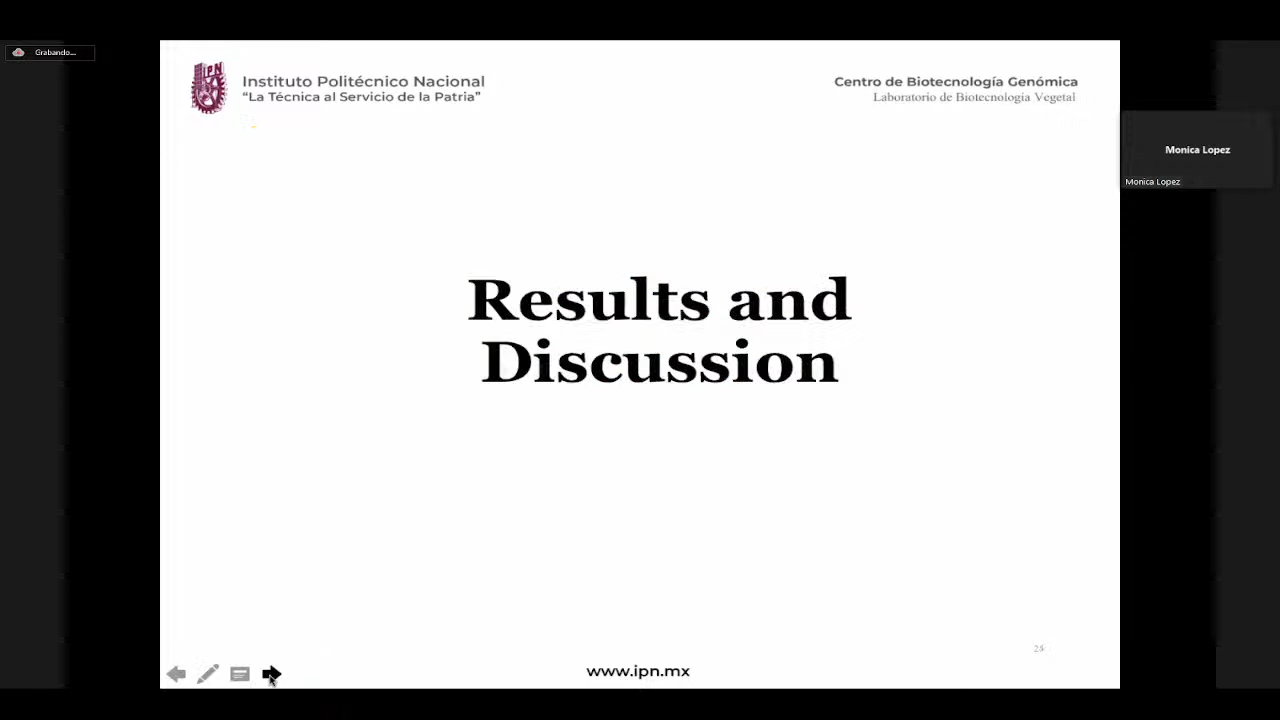 Grabando...
IPN
Instituto Politécnico Nacional
"La Técnica al Servicio de la Patria"
Centro de Biotecnología Genómica
Laboratorio de Biotecnología Vegetal
Monica Lopez
Monica Lopez
Results and
Discussion
www.ipn.mx